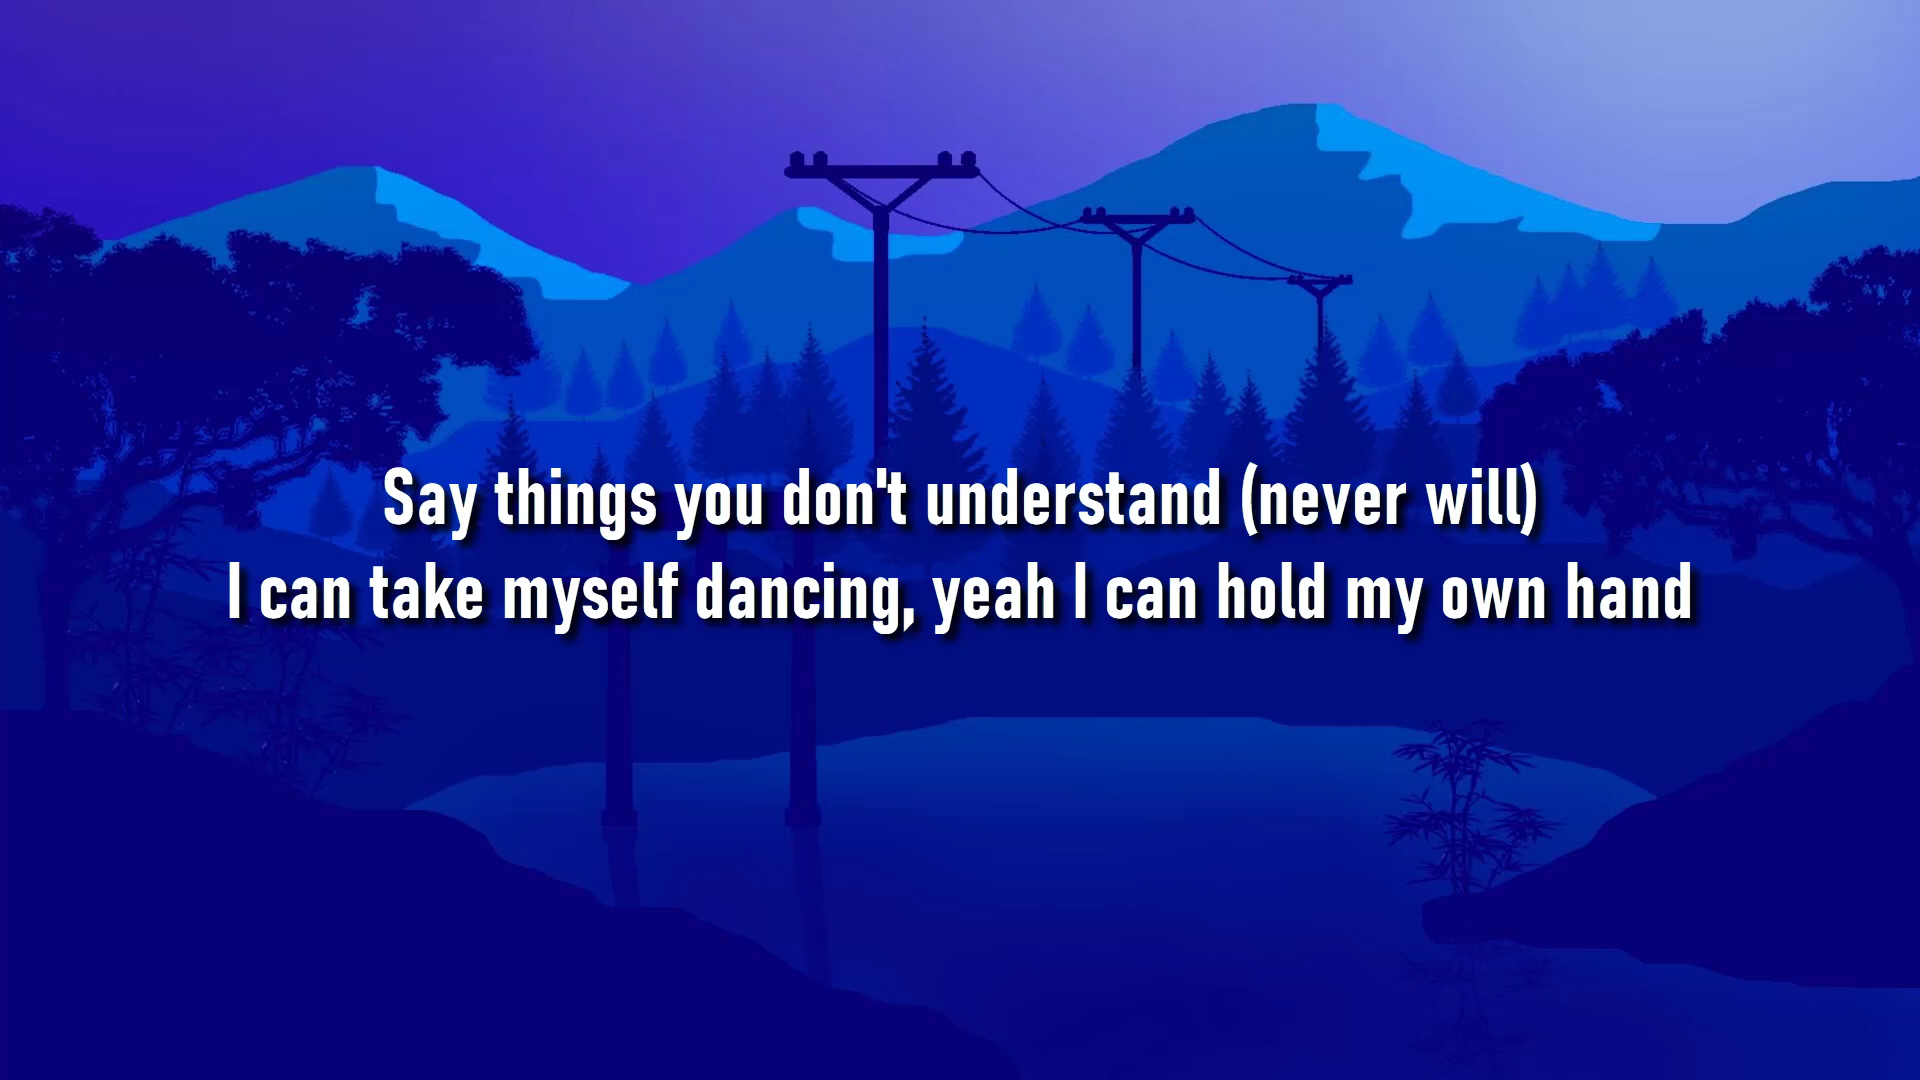 Say things you don't understand (never will)
I can take myself dancing, yeah I can hold my own hand